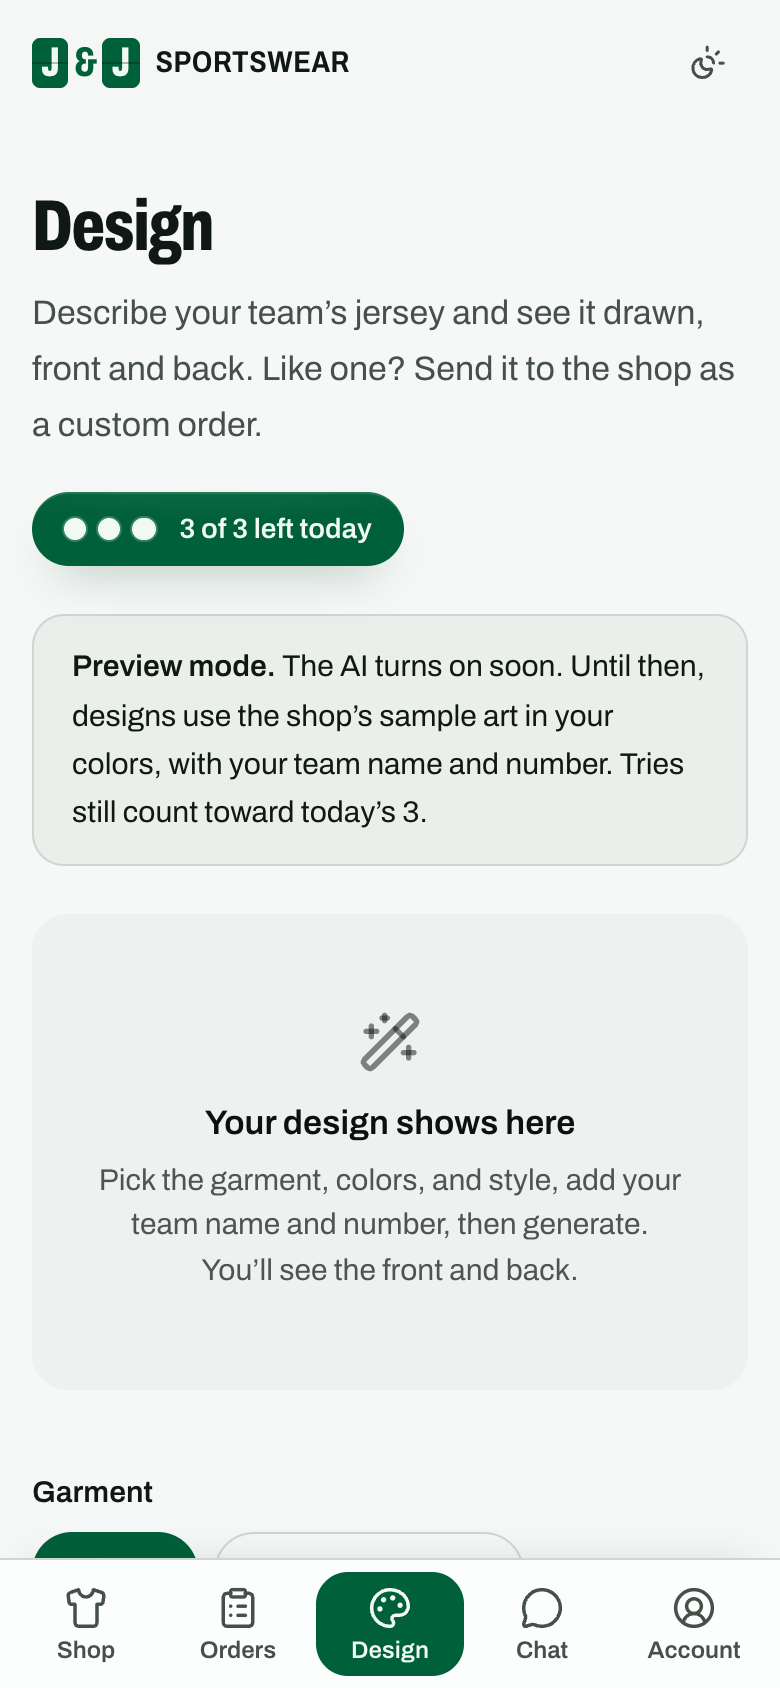 J & J SPORTSWEAR
Design
Describe your team’s jersey and see it drawn,
front and back. Like one? Send it to the shop as
a custom order.
3 of 3 left today
Preview mode. The AI turns on soon. Until then,
designs use the shop’s sample art in your
colors, with your team name and number. Tries
still count toward today’s 3.
Your design shows here
Pick the garment, colors, and style, add your
team name and number, then generate.
You’ll see the front and back.
Garment
Shop
Orders
Design
Chat
Account